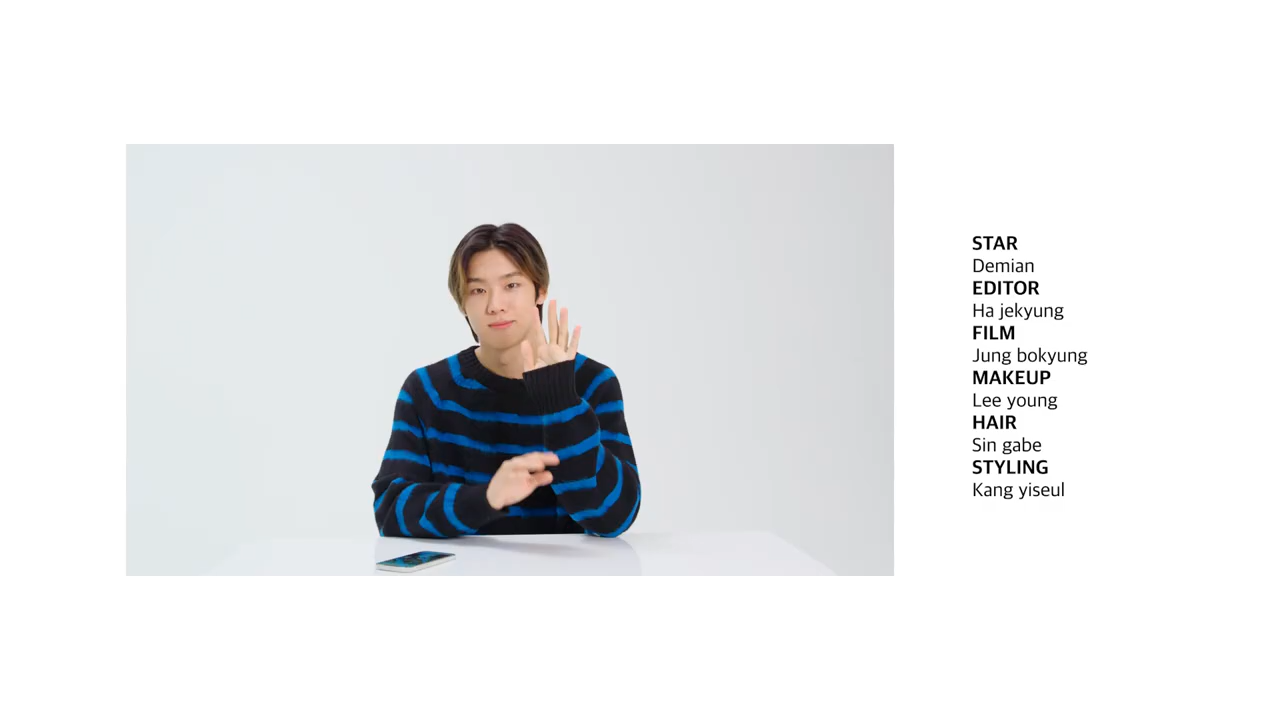 STAR
Demian
EDITOR
Ha jekyung
FILM
Jung bokyung
MAKEUP
Lee young
HAIR
Sin gabe
STYLING
Kang yiseul